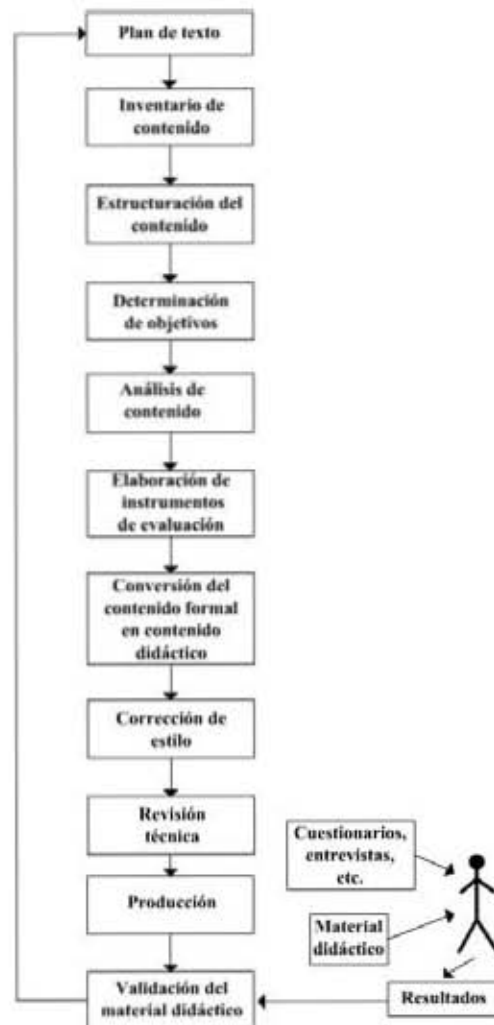 Plan de texto
Inventario de
contenido
Estructuración del
contenido
Determinación
de objetivos
Análisis de
contenido
Elaboración de
instrumentos
de evaluación
Conversión del
contenido formal
en contenido
didáctico
Corrección de
estilo
Revisión
técnica
Producción
Validación del
material didáctico
Cuestionarios,
entrevistas,
etc.
Material
didáctico
Resultados